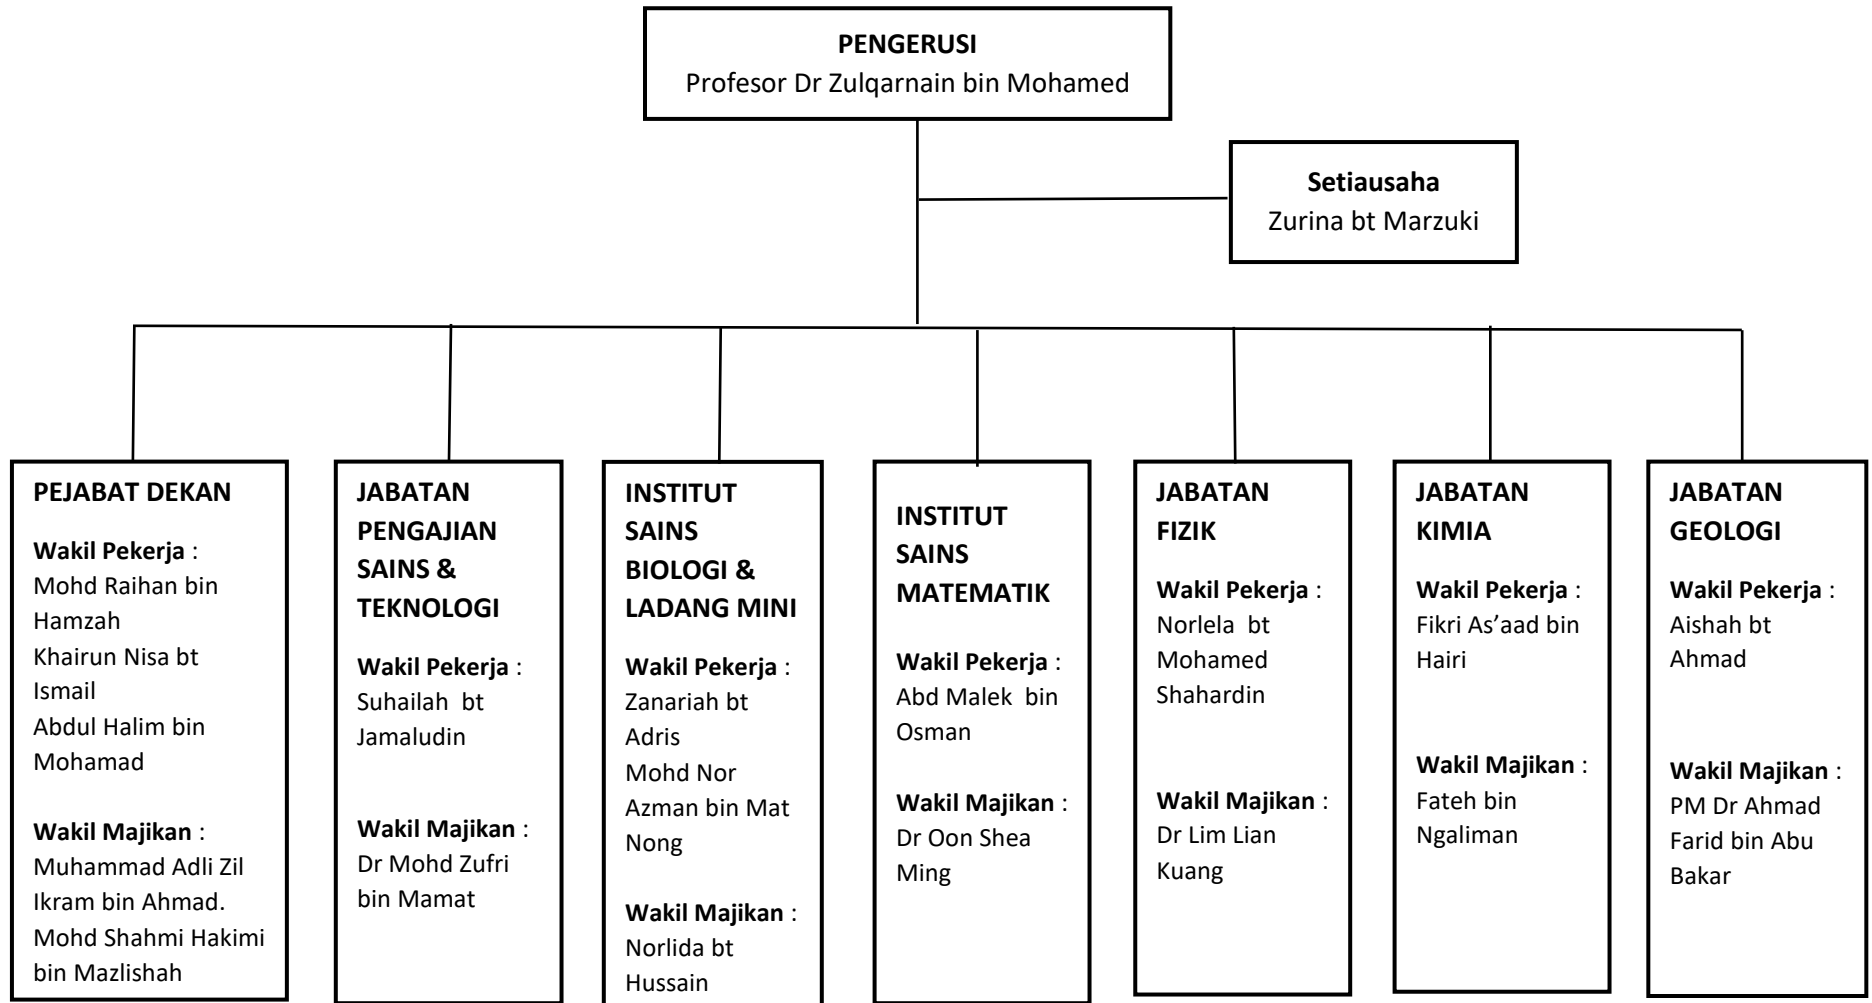 PENGERUSI
Profesor Dr Zulqarnain bin Mohamed
Setiausaha
Zurina bt Marzuki
PEJABAT DEKAN
Wakil Pekerja :
Mohd Raihan bin
Hamzah
Khairun Nisa bt
Ismail
Abdul Halim bin
Mohamad
Wakil Majikan :
Muhammad Adli Zil
Ikram bin Ahmad.
Mohd Shahmi Hakimi
bin Mazlishah
JABATAN
PENGAJIAN
SAINS &
TEKNOLOGI
Wakil Pekerja :
Suhailah bt
Jamaludin
Wakil Majikan :
Dr Mohd Zufri
bin Mamat
INSTITUT
SAINS
BIOLOGI &
LADANG MINI
Wakil Pekerja :
Zanariah bt
Adris
Mohd Nor
Azman bin Mat
Nong
Wakil Majikan :
Norlida bt
Hussain
INSTITUT
SAINS
MATEMATIK
Wakil Pekerja :
Abd Malek bin
Osman
Wakil Majikan :
Dr Oon Shea
Ming
JABATAN
FIZIK
Wakil Pekerja :
Norlela bt
Mohamed
Shahardin
Wakil Majikan :
Dr Lim Lian
Kuang
JABATAN
KIMIA
Wakil Pekerja :
Fikri As’aad bin
Hairi
Wakil Majikan :
Fateh bin
Ngaliman
JABATAN
GEOLOGI
Wakil Pekerja :
Aishah bt
Ahmad
Wakil Majikan :
PM Dr Ahmad
Farid bin Abu
Bakar